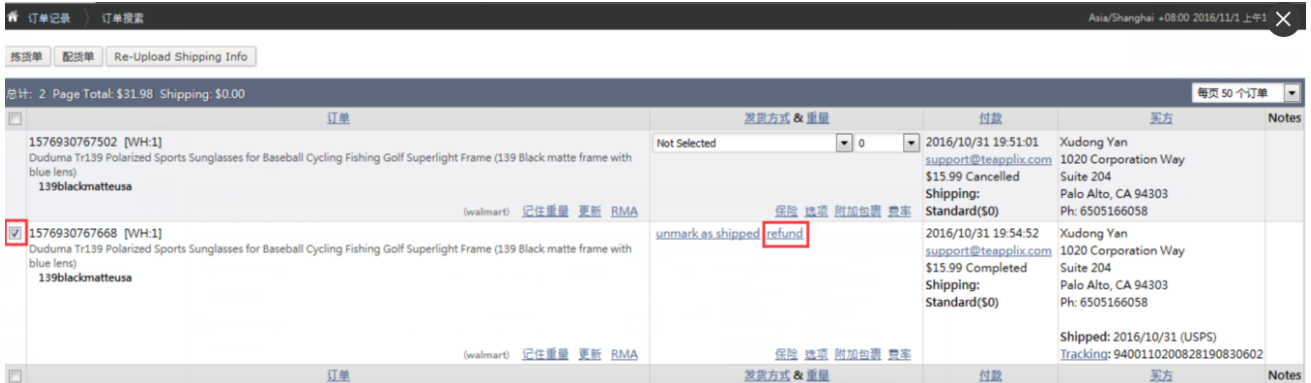 订单记录 订单搜索 Asia/Shanghai +08:00 2016/11/1 上午1
拣货单 配货单 Re-Upload Shipping Info
总计: 2 Page Total: $31.98 Shipping: $0.00 每页 50 个订单
订单 发货方式 & 重量 付款 买方 Notes
1576930767502 [WH:1] Not Selected 0 2016/10/31 19:51:01 Xudong Yan
Duduma Tr139 Polarized Sports Sunglasses for Baseball Cycling Fishing Golf Superlight Frame (139 Black matte frame with support@teapplix.com 1020 Corporation Way
blue lens) $15.99 Cancelled Suite 204
139blackmatteusa Shipping: Palo Alto, CA 94303
(walmart) 记住重量 更新 RMA 保险 选项 附加包裹 费率 Standard($0) Ph: 6505166058
1576930767668 [WH:1] unmark as shipped refund 2016/10/31 19:54:52 Xudong Yan
Duduma Tr139 Polarized Sports Sunglasses for Baseball Cycling Fishing Golf Superlight Frame (139 Black matte frame with support@teapplix.com 1020 Corporation Way
blue lens) $15.99 Completed Suite 204
139blackmatteusa Shipping: Palo Alto, CA 94303
Standard($0) Ph: 6505166058
Shipped: 2016/10/31 (USPS)
(walmart) 记住重量 更新 RMA 保险 选项 附加包裹 费率 Tracking: 9400110200828190830602
订单 发货方式 & 重量 付款 买方 Notes